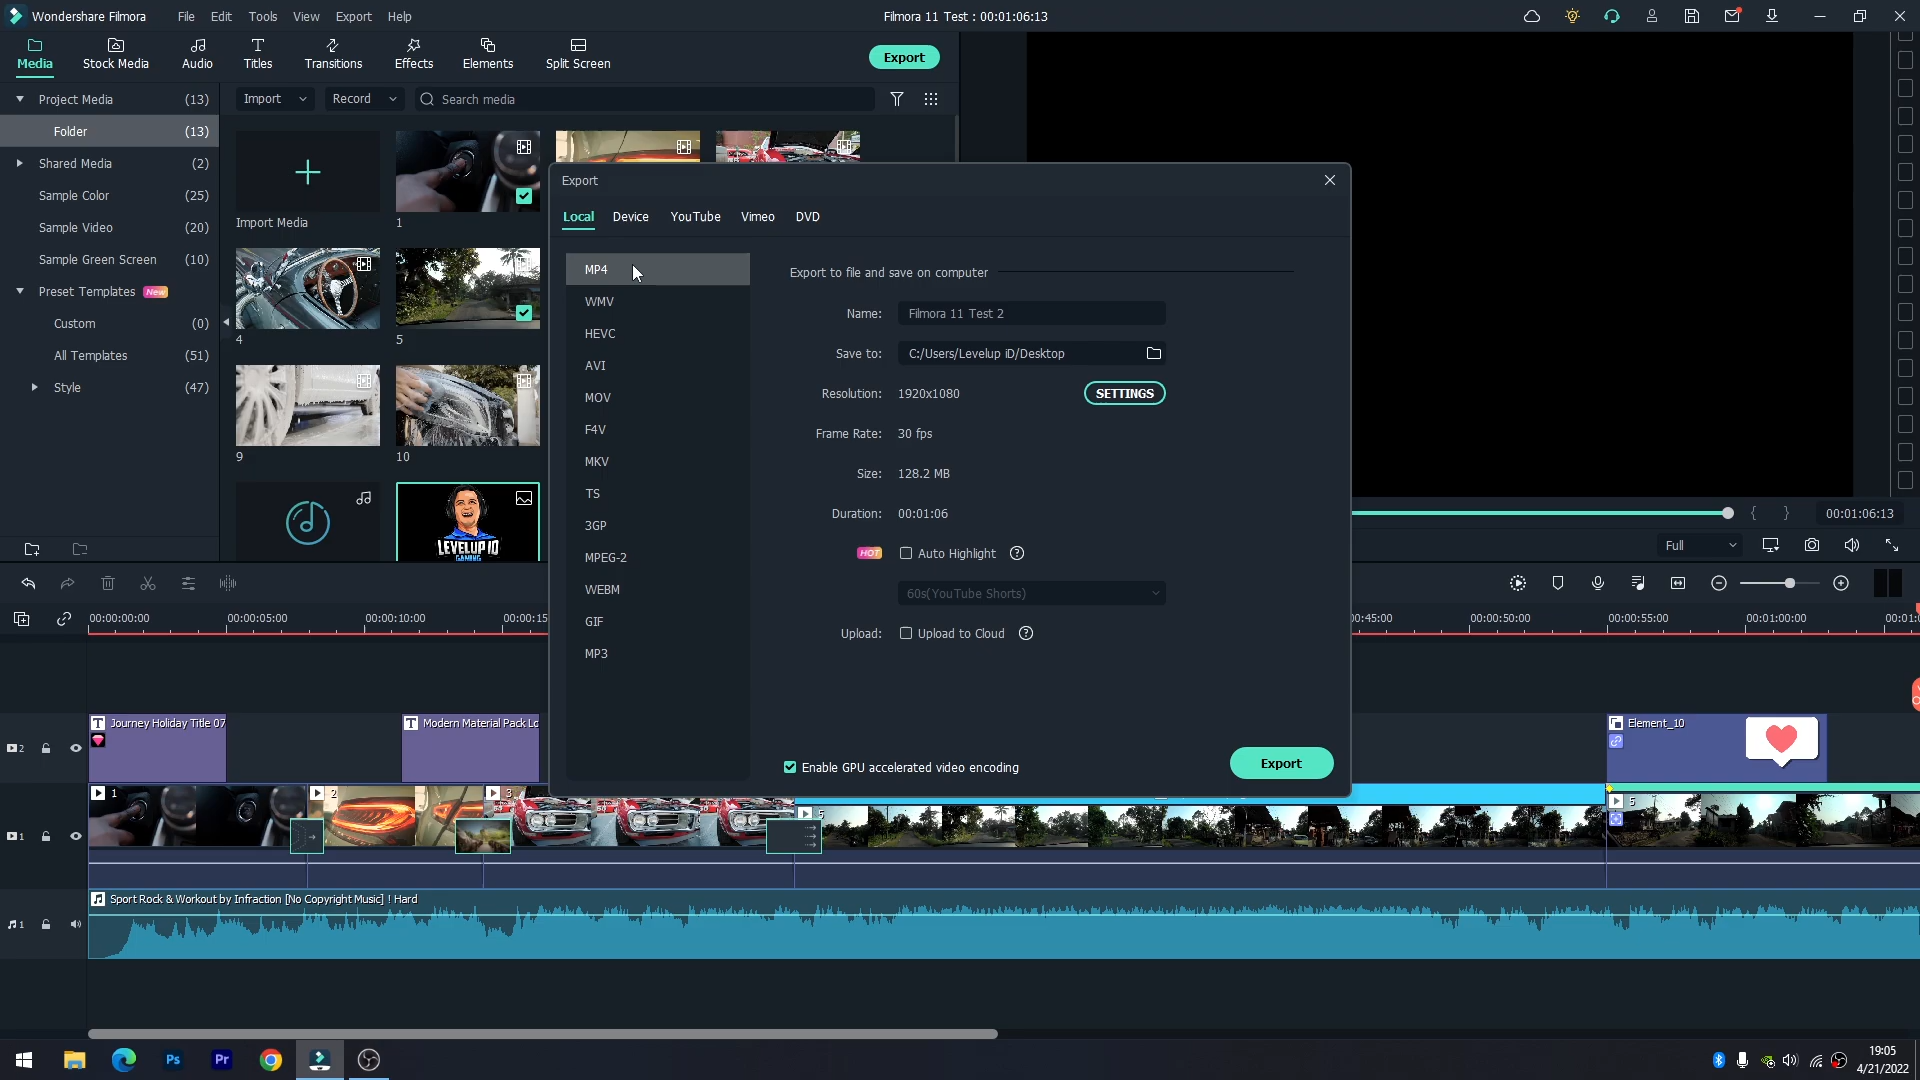 Wondershare Filmora
File Edit Tools View Export Help
Filmora 11 Test : 00:01:06:13
Media
Stock Media
Audio
Titles
Transitions
Effects
Elements
Split Screen
Export
Project Media (13)
Folder (13)
Shared Media (2)
Sample Color (25)
Sample Video (20)
Sample Green Screen (10)
Preset Templates New
Custom (0)
All Templates (51)
Style (47)
Import
Record
Search media
Import Media
1
4
5
9
10
LEVELUP ID
GAMING
Export
Local Device YouTube Vimeo DVD
MP4
WMV
HEVC
AVI
MOV
F4V
MKV
TS
3GP
MPEG-2
WEBM
GIF
MP3
Export to file and save on computer
Name: Filmora 11 Test 2
Save to: C:/Users/Levelup iD/Desktop
Resolution: 1920x1080 SETTINGS
Frame Rate: 30 fps
Size: 128.2 MB
Duration: 00:01:06
HOT Auto Highlight ?
60s(YouTube Shorts)
Upload: Upload to Cloud ?
Enable GPU accelerated video encoding
Export
{ } 00:01:06:13
Full
00:00:00:00 00:00:05:00 00:00:10:00 00:00:15 00:45:00 00:00:50:00 00:00:55:00 00:01:00:00 00:01:
2
T Journey Holiday Title 07
T Modern Material Pack Lo
Element_10
1
1
2
3
5
5
1
Sport Rock & Workout by Infraction [No Copyright Music] ! Hard
Ps
Pr
19:05
4/21/2022